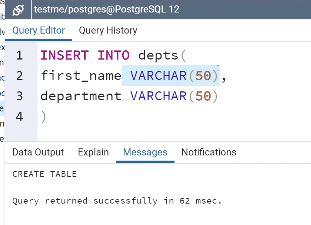 testme/postgres@PostgreSQL 12
Query Editor Query History
1 INSERT INTO depts(
2 first_name VARCHAR(50),
3 department VARCHAR(50)
4 )
Data Output Explain Messages Notifications
CREATE TABLE
Query returned successfully in 62 msec.